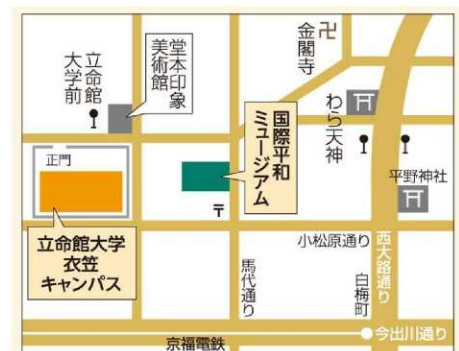 立命館
大学前
堂本印象
美術館
金閣寺
卍
わら天神
国際平和
ミュージアム
正門
平野神社
〒
立命館大学
衣笠
キャンパス
小松原通り
西大路通り
馬代通り
白梅町
今出川通り
京福電鉄